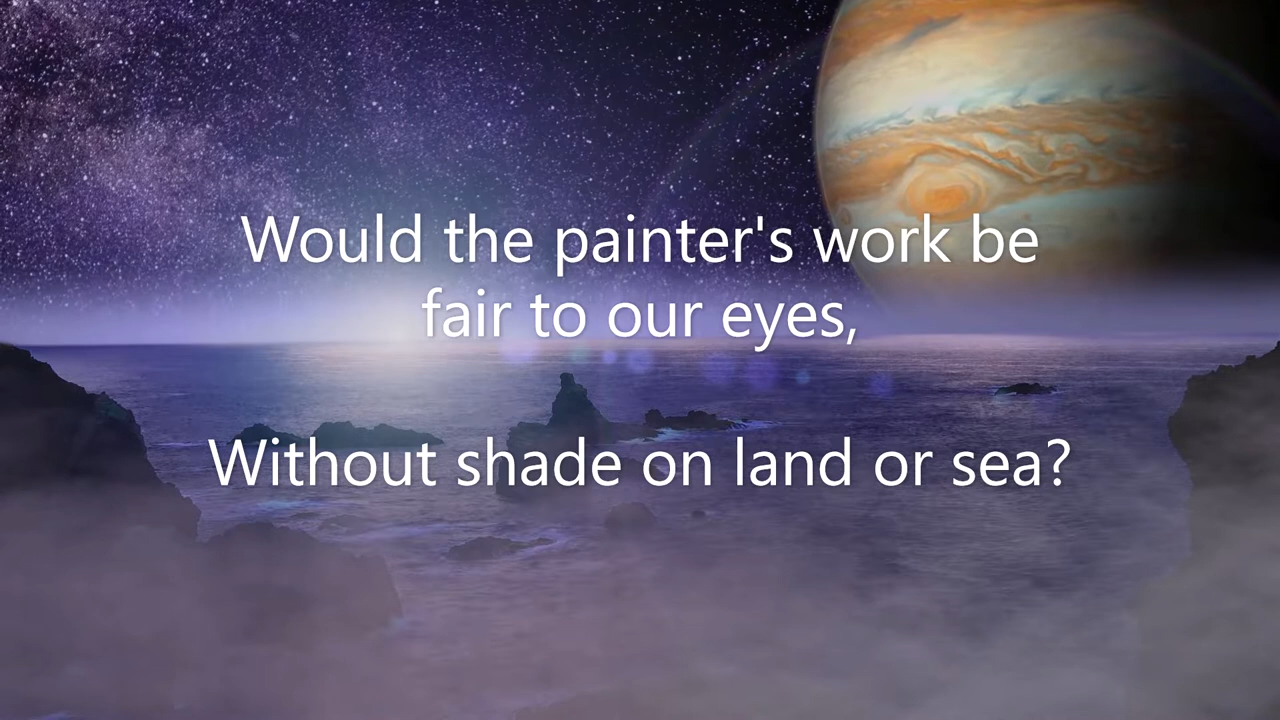 Would the painter's work be
fair to our eyes,
Without shade on land or sea?